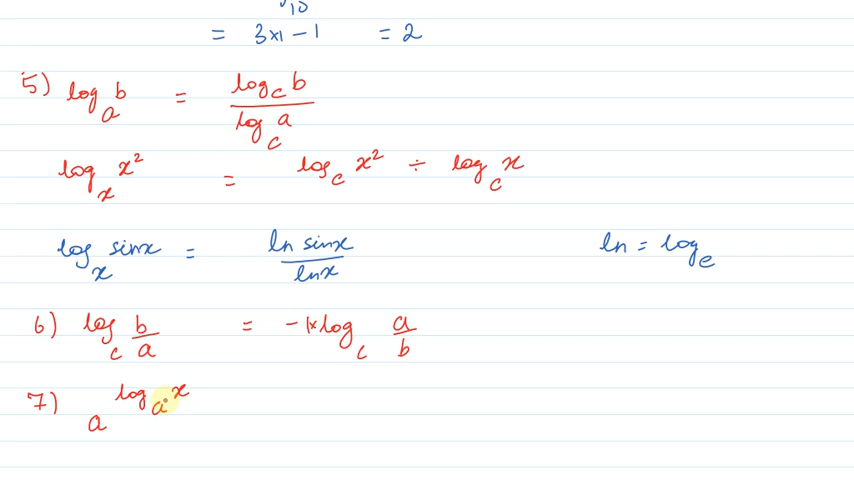 10
= 3×1 - 1 = 2
5) log_a b = log_c b / log_c a
log_x x² = log_c x² ÷ log_c x
log_x sinx = ln sinx / lnx ln = log_e
6) log_c b/a = -1× log_c a/b
7) a^(log_a x)